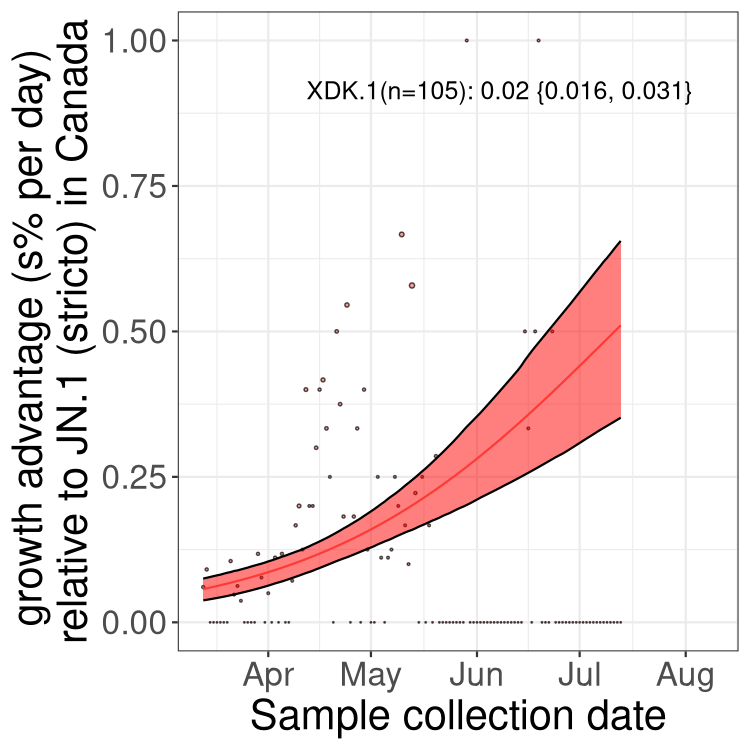 growth advantage (s% per day)
relative to JN.1 (stricto) in Canada
1.00
0.75
0.50
0.25
0.00
XDK.1(n=105): 0.02 {0.016, 0.031}
Apr May Jun Jul Aug
Sample collection date